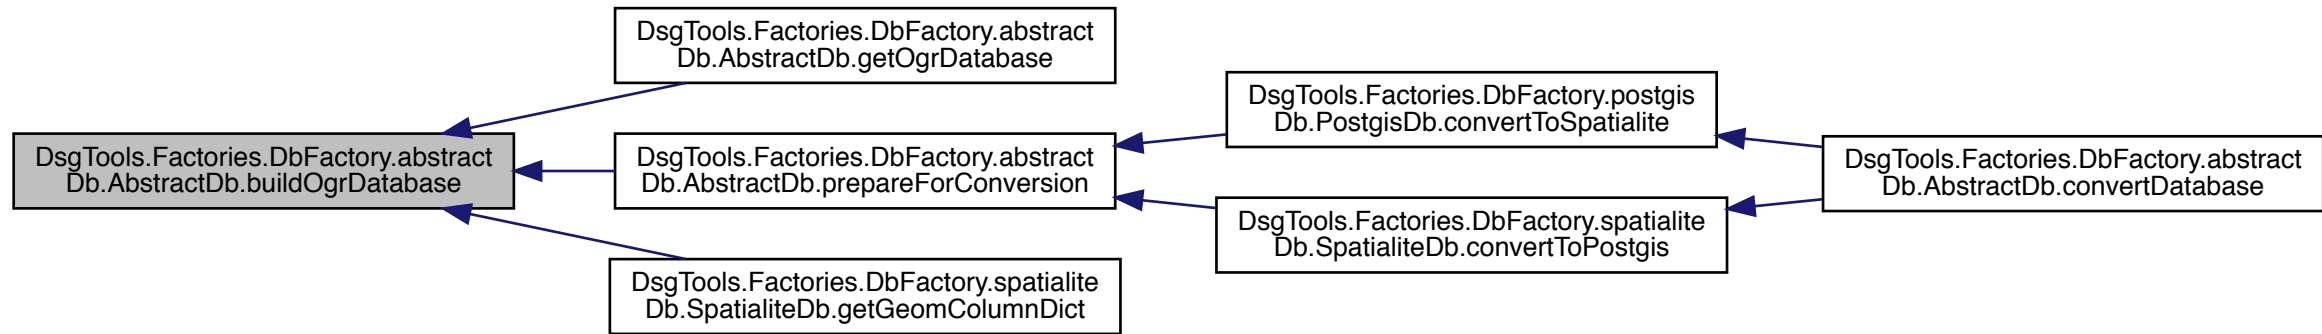 DsgTools.Factories.DbFactory.abstract
Db.AbstractDb.buildOgrDatabase
DsgTools.Factories.DbFactory.abstract
Db.AbstractDb.getOgrDatabase
DsgTools.Factories.DbFactory.abstract
Db.AbstractDb.prepareForConversion
DsgTools.Factories.DbFactory.spatialite
Db.SpatialiteDb.getGeomColumnDict
DsgTools.Factories.DbFactory.postgis
Db.PostgisDb.convertToSpatialite
DsgTools.Factories.DbFactory.spatialite
Db.SpatialiteDb.convertToPostgis
DsgTools.Factories.DbFactory.abstract
Db.AbstractDb.convertDatabase